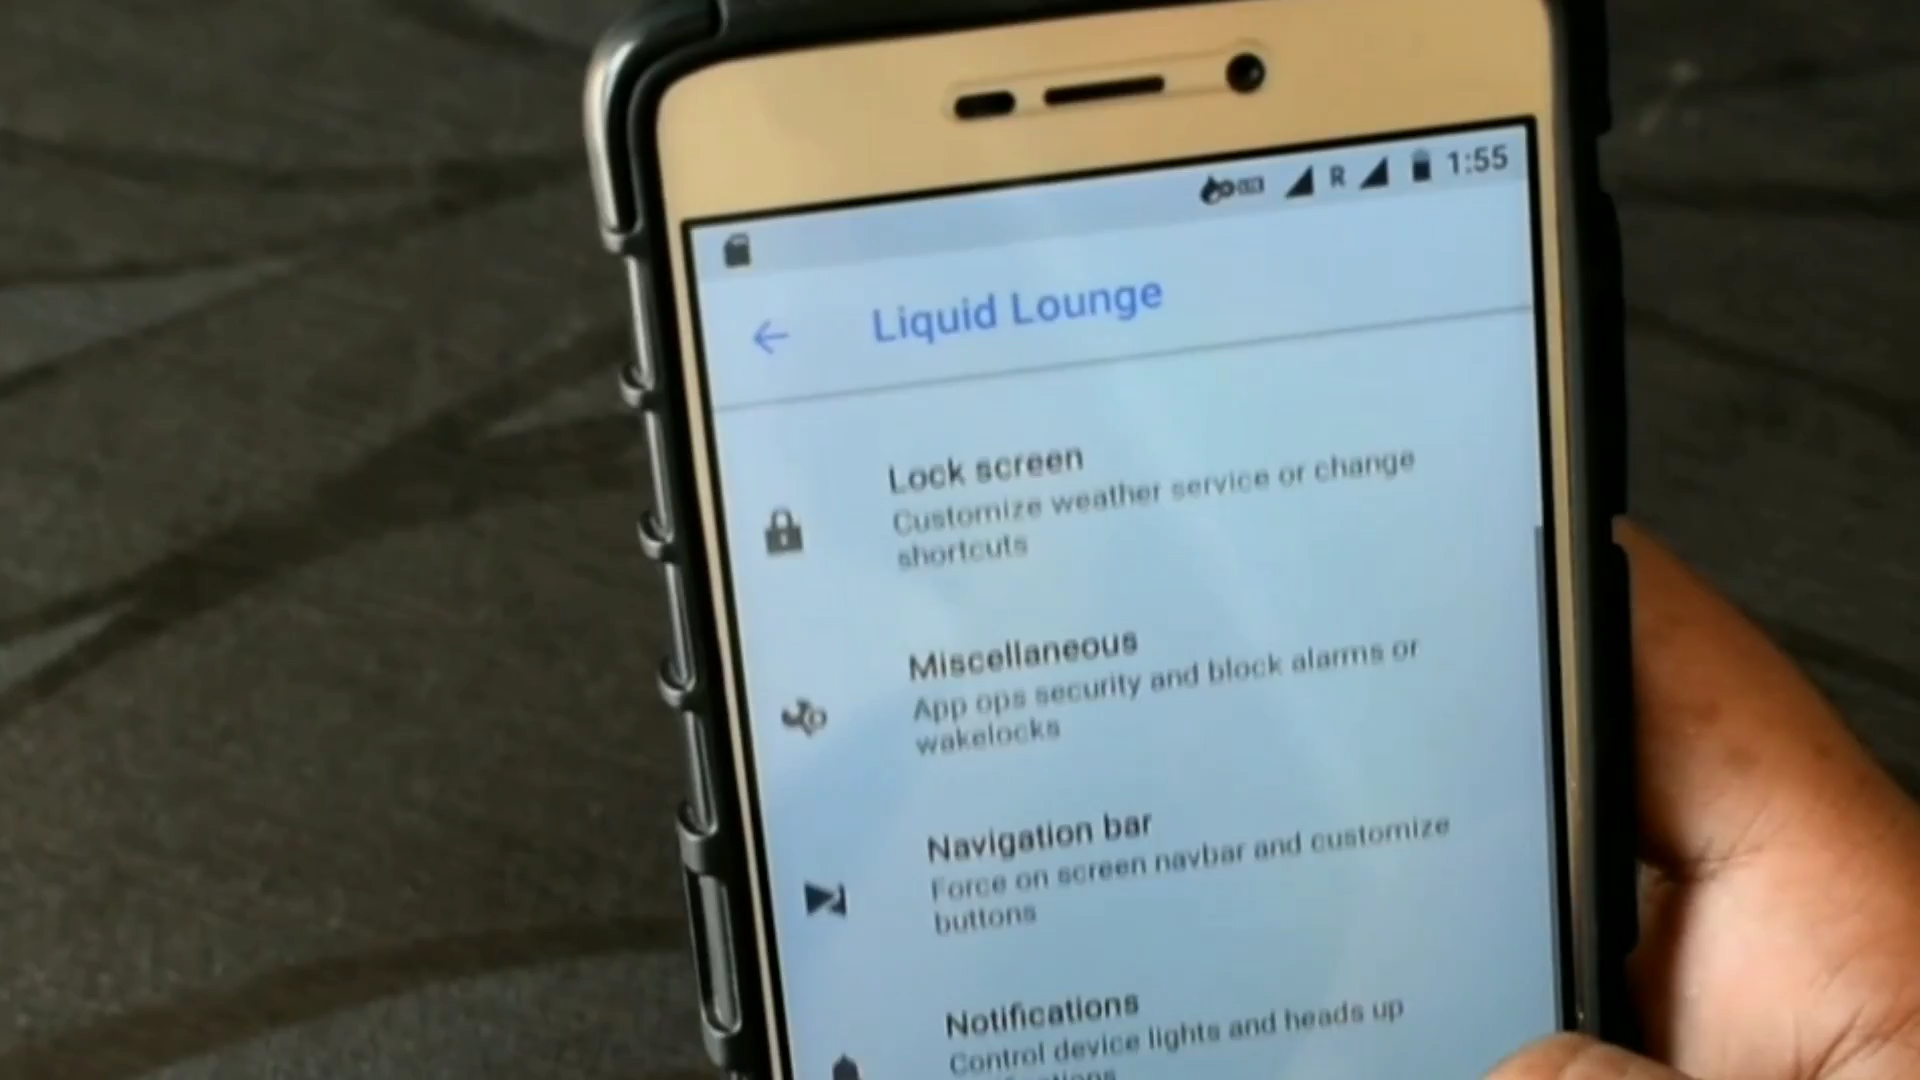 R 1:55
Liquid Lounge
Lock screen
Customize weather service or change
shortcuts
Miscellaneous
App ops security and block alarms or
wakelocks
Navigation bar
Force on screen navbar and customize
buttons
Notifications
Control device lights and heads up